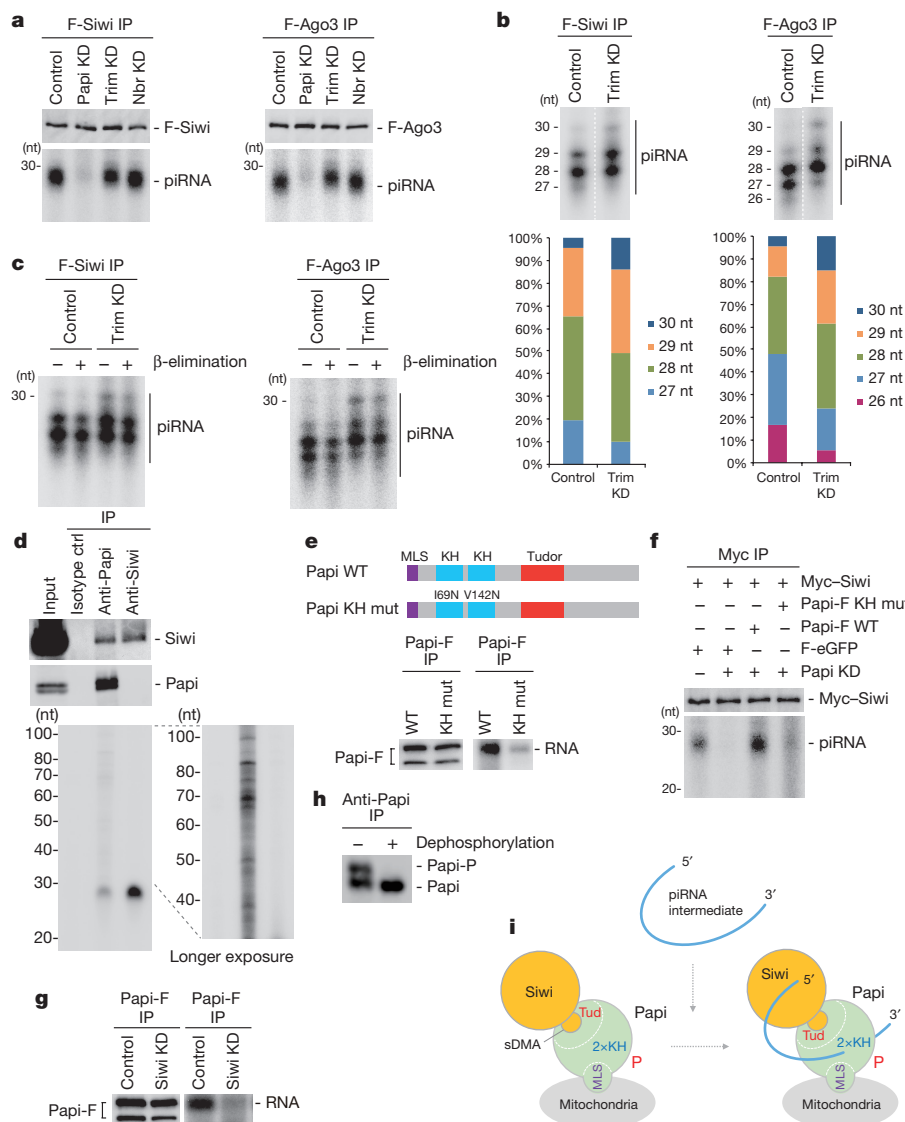 a
F-Siwi IP
Control
Papi KD
Trim KD
Nbr KD
- F-Siwi
(nt)
30-
- piRNA
F-Ago3 IP
Control
Papi KD
Trim KD
Nbr KD
- F-Ago3
(nt)
30-
- piRNA
b
F-Siwi IP
Control
Trim KD
(nt)
30 -
29 -
28 -
27 -
piRNA
100%
90%
80%
70%
60%
50%
40%
30%
20%
10%
0%
Control
Trim
KD
30 nt
29 nt
28 nt
27 nt
F-Ago3 IP
Control
Trim KD
(nt)
30 -
29 -
28 -
27 -
26 -
piRNA
100%
90%
80%
70%
60%
50%
40%
30%
20%
10%
0%
Control
Trim
KD
30 nt
29 nt
28 nt
27 nt
26 nt
c
F-Siwi IP
Control
Trim KD
− + − + β-elimination
(nt)
30 -
piRNA
F-Ago3 IP
Control
Trim KD
− + − + β-elimination
(nt)
30 -
piRNA
d
IP
Input
Isotype ctrl
Anti-Papi
Anti-Siwi
- Siwi
- Papi
(nt)
100-
80-
70-
60-
50-
40-
30-
20-
(nt)
100-
80-
70-
60-
50-
40-
Longer exposure
e
MLS KH KH Tudor
Papi WT
I69N V142N
Papi KH mut
Papi-F
IP
WT
KH mut
Papi-F
Papi-F
IP
WT
KH mut
- RNA
f
Myc IP
+ + + + Myc–Siwi
− − − + Papi-F KH mut
− − + − Papi-F WT
+ + − − F-eGFP
− + + + Papi KD
- Myc–Siwi
(nt)
30-
20-
- piRNA
g
Papi-F
IP
Control
Siwi KD
Papi-F
Papi-F
IP
Control
Siwi KD
- RNA
h
Anti-Papi
IP
− + Dephosphorylation
- Papi-P
- Papi
i
5′
3′
piRNA
intermediate
Siwi
Tud
Papi
sDMA
2×KH
P
MLS
Mitochondria
Siwi
5′
Papi
3′
Tud
2×KH
P
MLS
Mitochondria